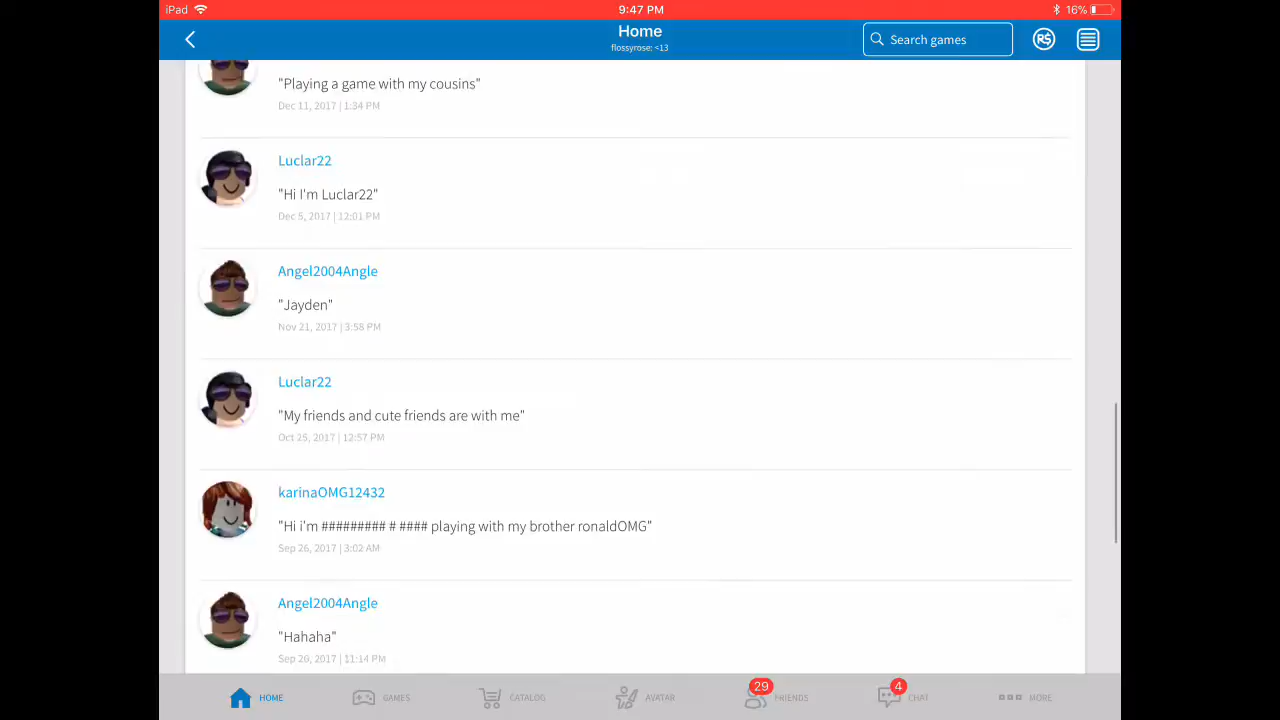 iPad 9:47 PM 16%
Home
flossyrose: <13
Search games
R$
"Playing a game with my cousins"
Dec 11, 2017 | 1:34 PM
Luclar22
"Hi I'm Luclar22"
Dec 5, 2017 | 12:01 PM
Angel2004Angle
"Jayden"
Nov 21, 2017 | 3:58 PM
Luclar22
"My friends and cute friends are with me"
Oct 25, 2017 | 12:57 PM
karinaOMG12432
"Hi i'm ######### # #### playing with my brother ronaldOMG"
Sep 26, 2017 | 3:02 AM
Angel2004Angle
"Hahaha"
Sep 20, 2017 | 11:14 PM
29 4
HOME GAMES CATALOG AVATAR FRIENDS CHAT MORE